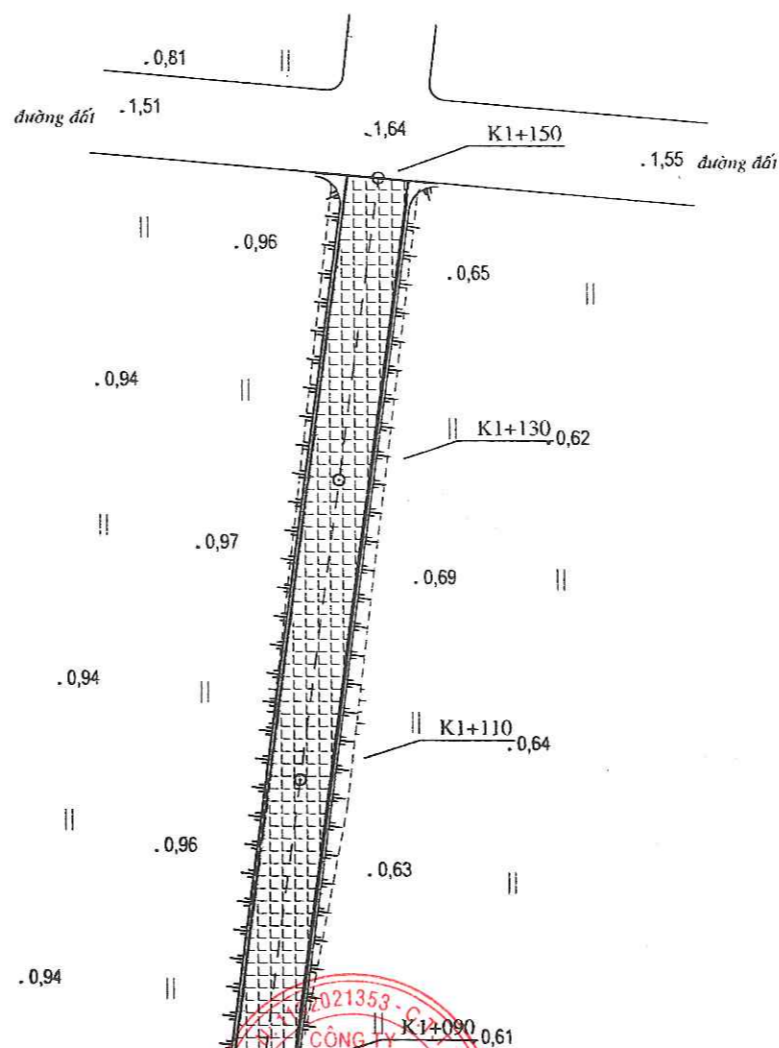 .0,81
đường đất .1,51
.1,64 K1+150
.1,55 đường đất
.0,96
.0,65
.0,94
K1+130 .0,62
.0,97
.0,69
.0,94
K1+110
.0,64
.0,96
.0,63
.0,94
2021353 - C
K1+090 0,61
CÔNG TY